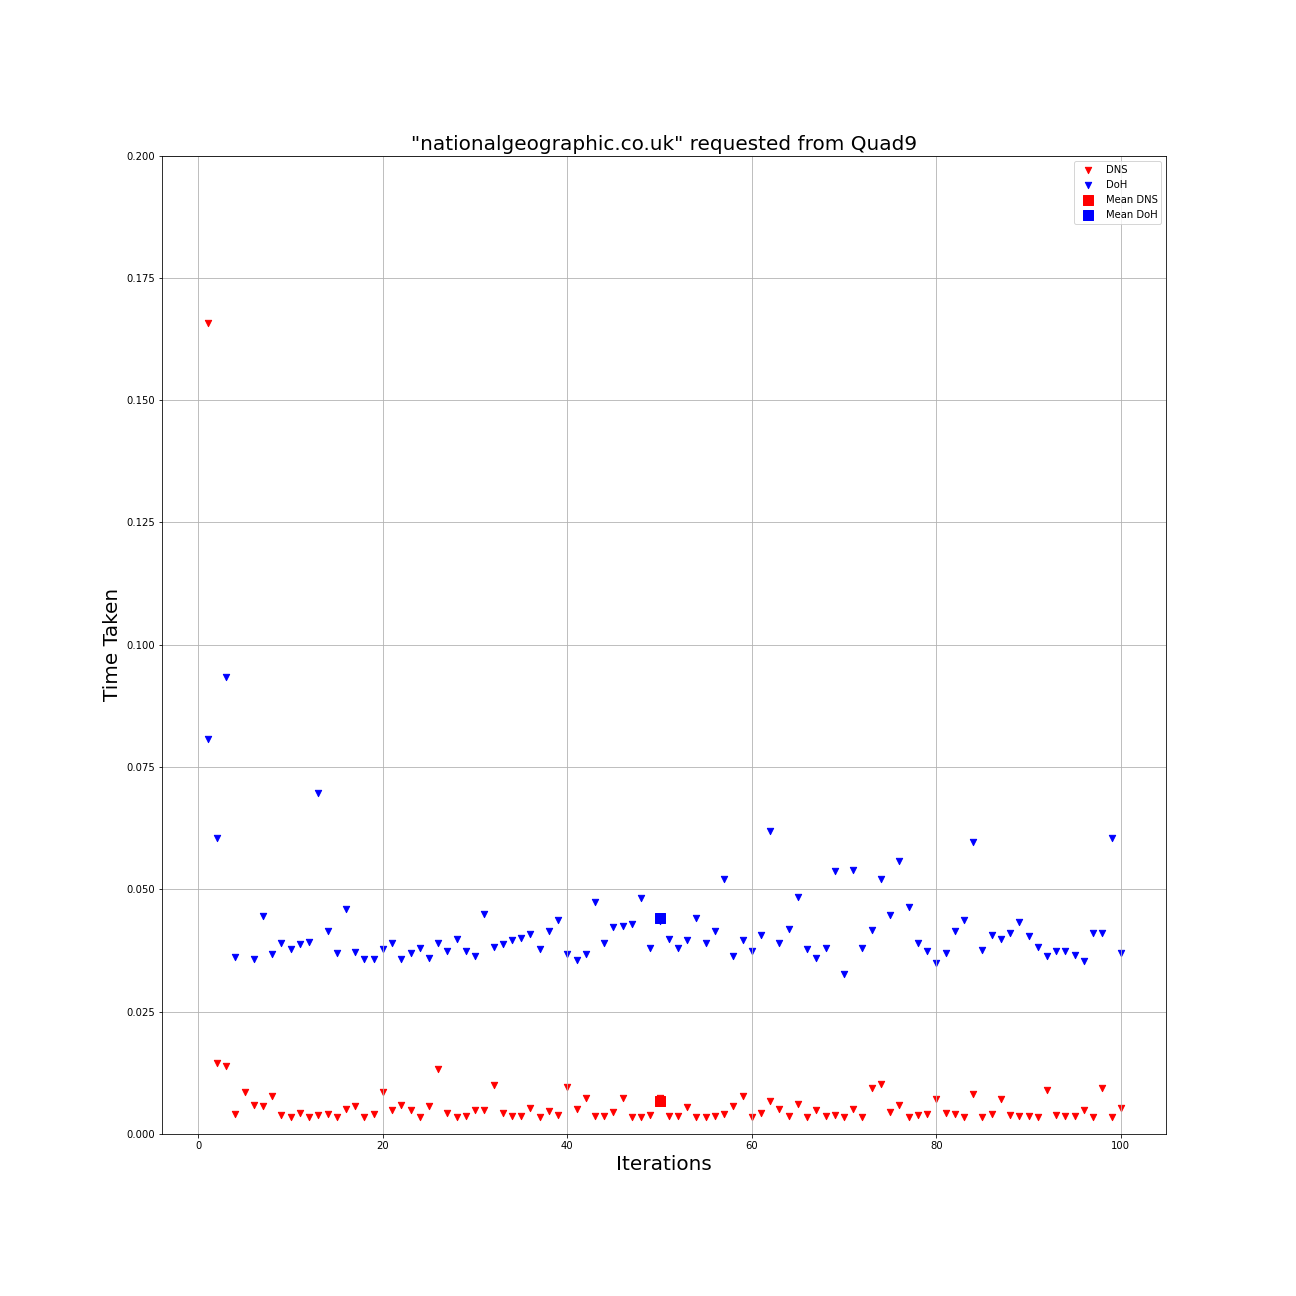 "nationalgeographic.co.uk" requested from Quad9
DNS
DoH
Mean DNS
Mean DoH
0.200
0.175
0.150
0.125
0.100
0.075
0.050
0.025
0.000
Time Taken
0 20 40 60 80 100
Iterations